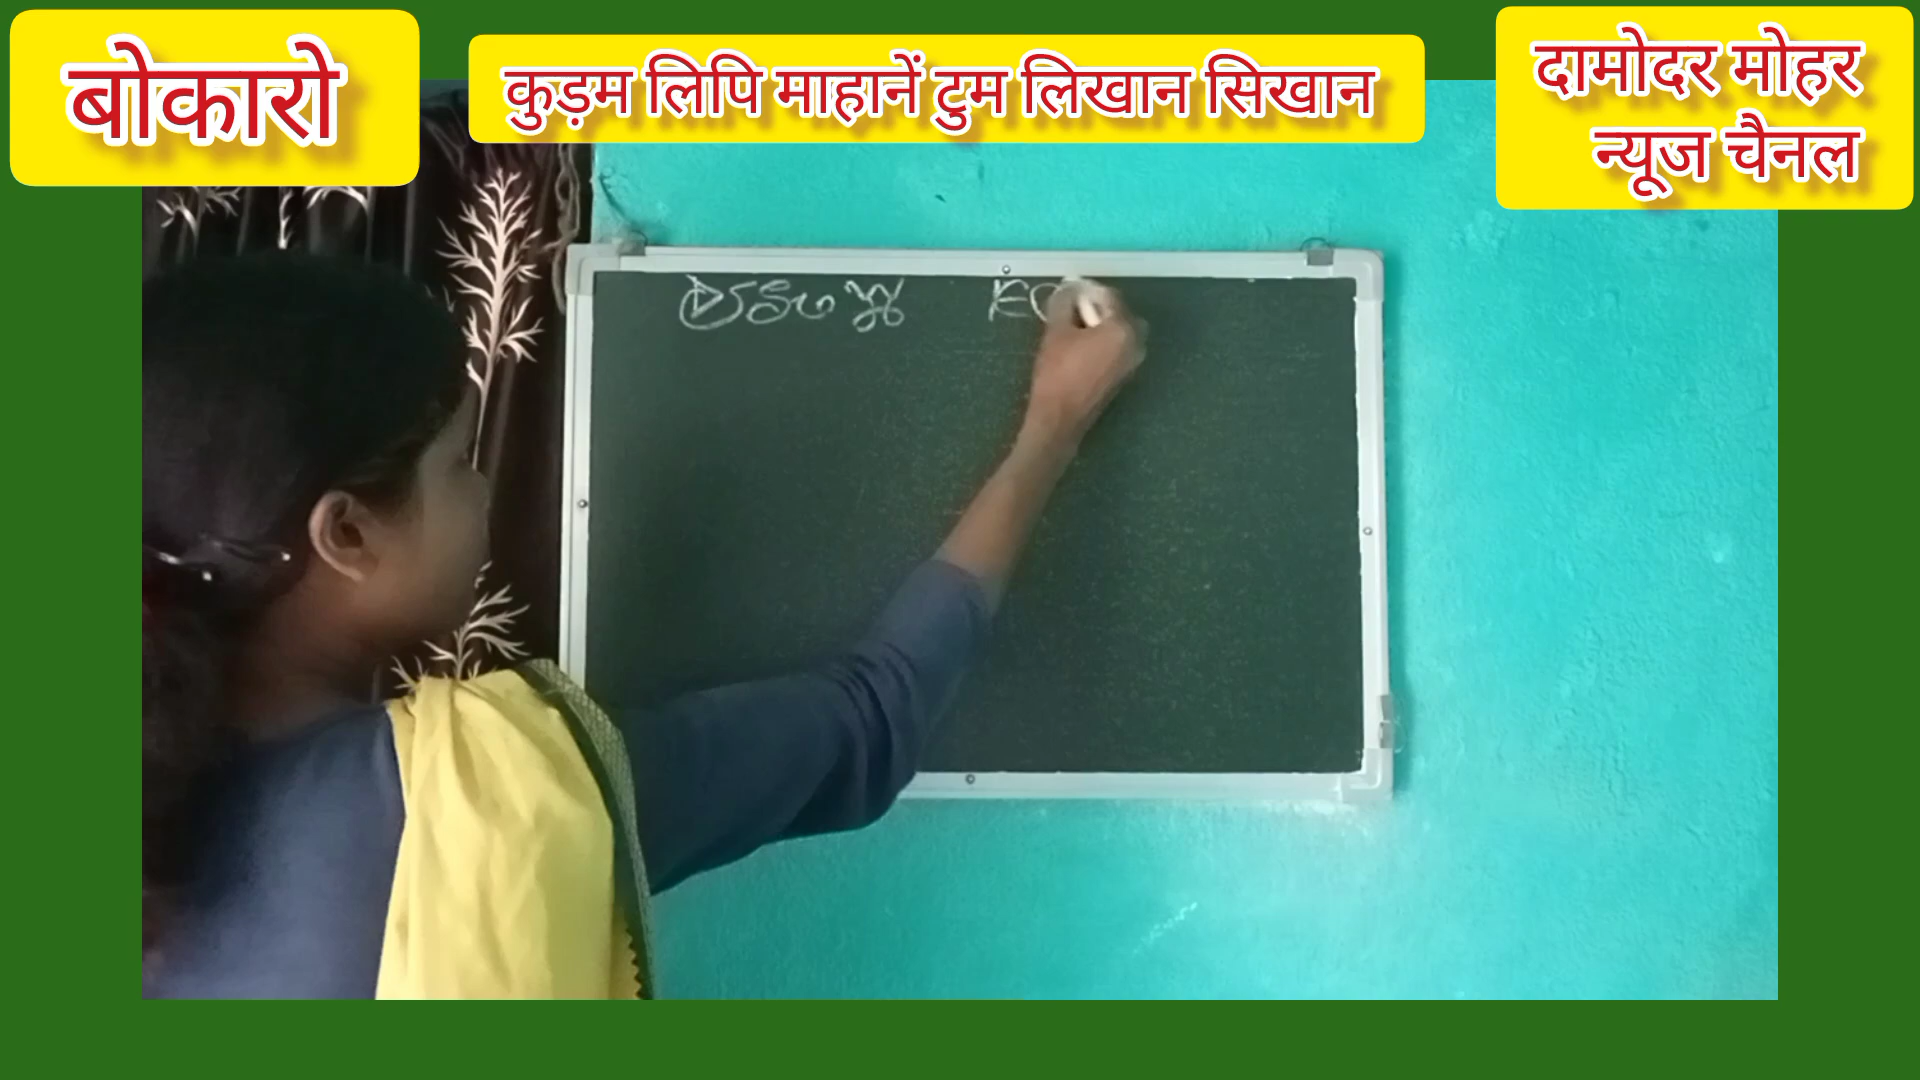 बोकारो
कुड़म लिपि माहानें टुम लिखान सिखान
दामोदर मोहर
न्यूज चैनल